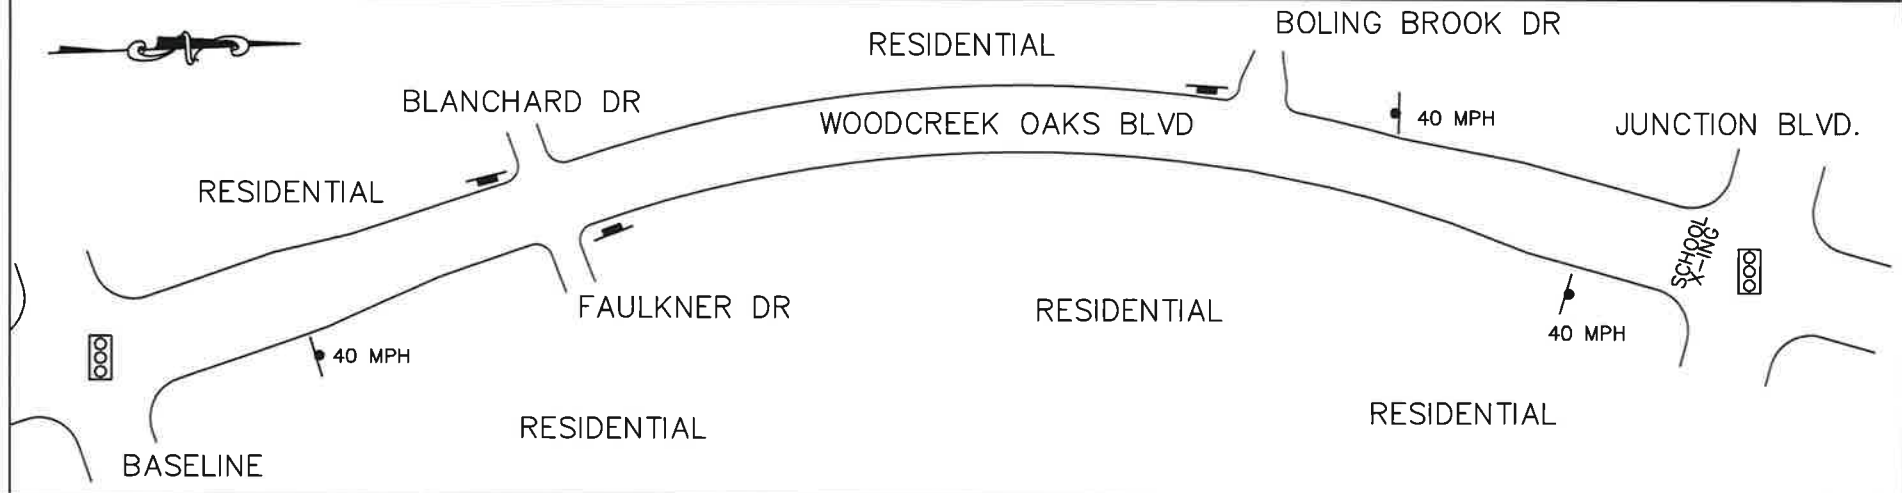 BOLING BROOK DR
RESIDENTIAL
BLANCHARD DR
40 MPH
WOODCREEK OAKS BLVD
JUNCTION BLVD.
RESIDENTIAL
SCHOOL
X-ING
FAULKNER DR
RESIDENTIAL
40 MPH
40 MPH
RESIDENTIAL
RESIDENTIAL
BASELINE